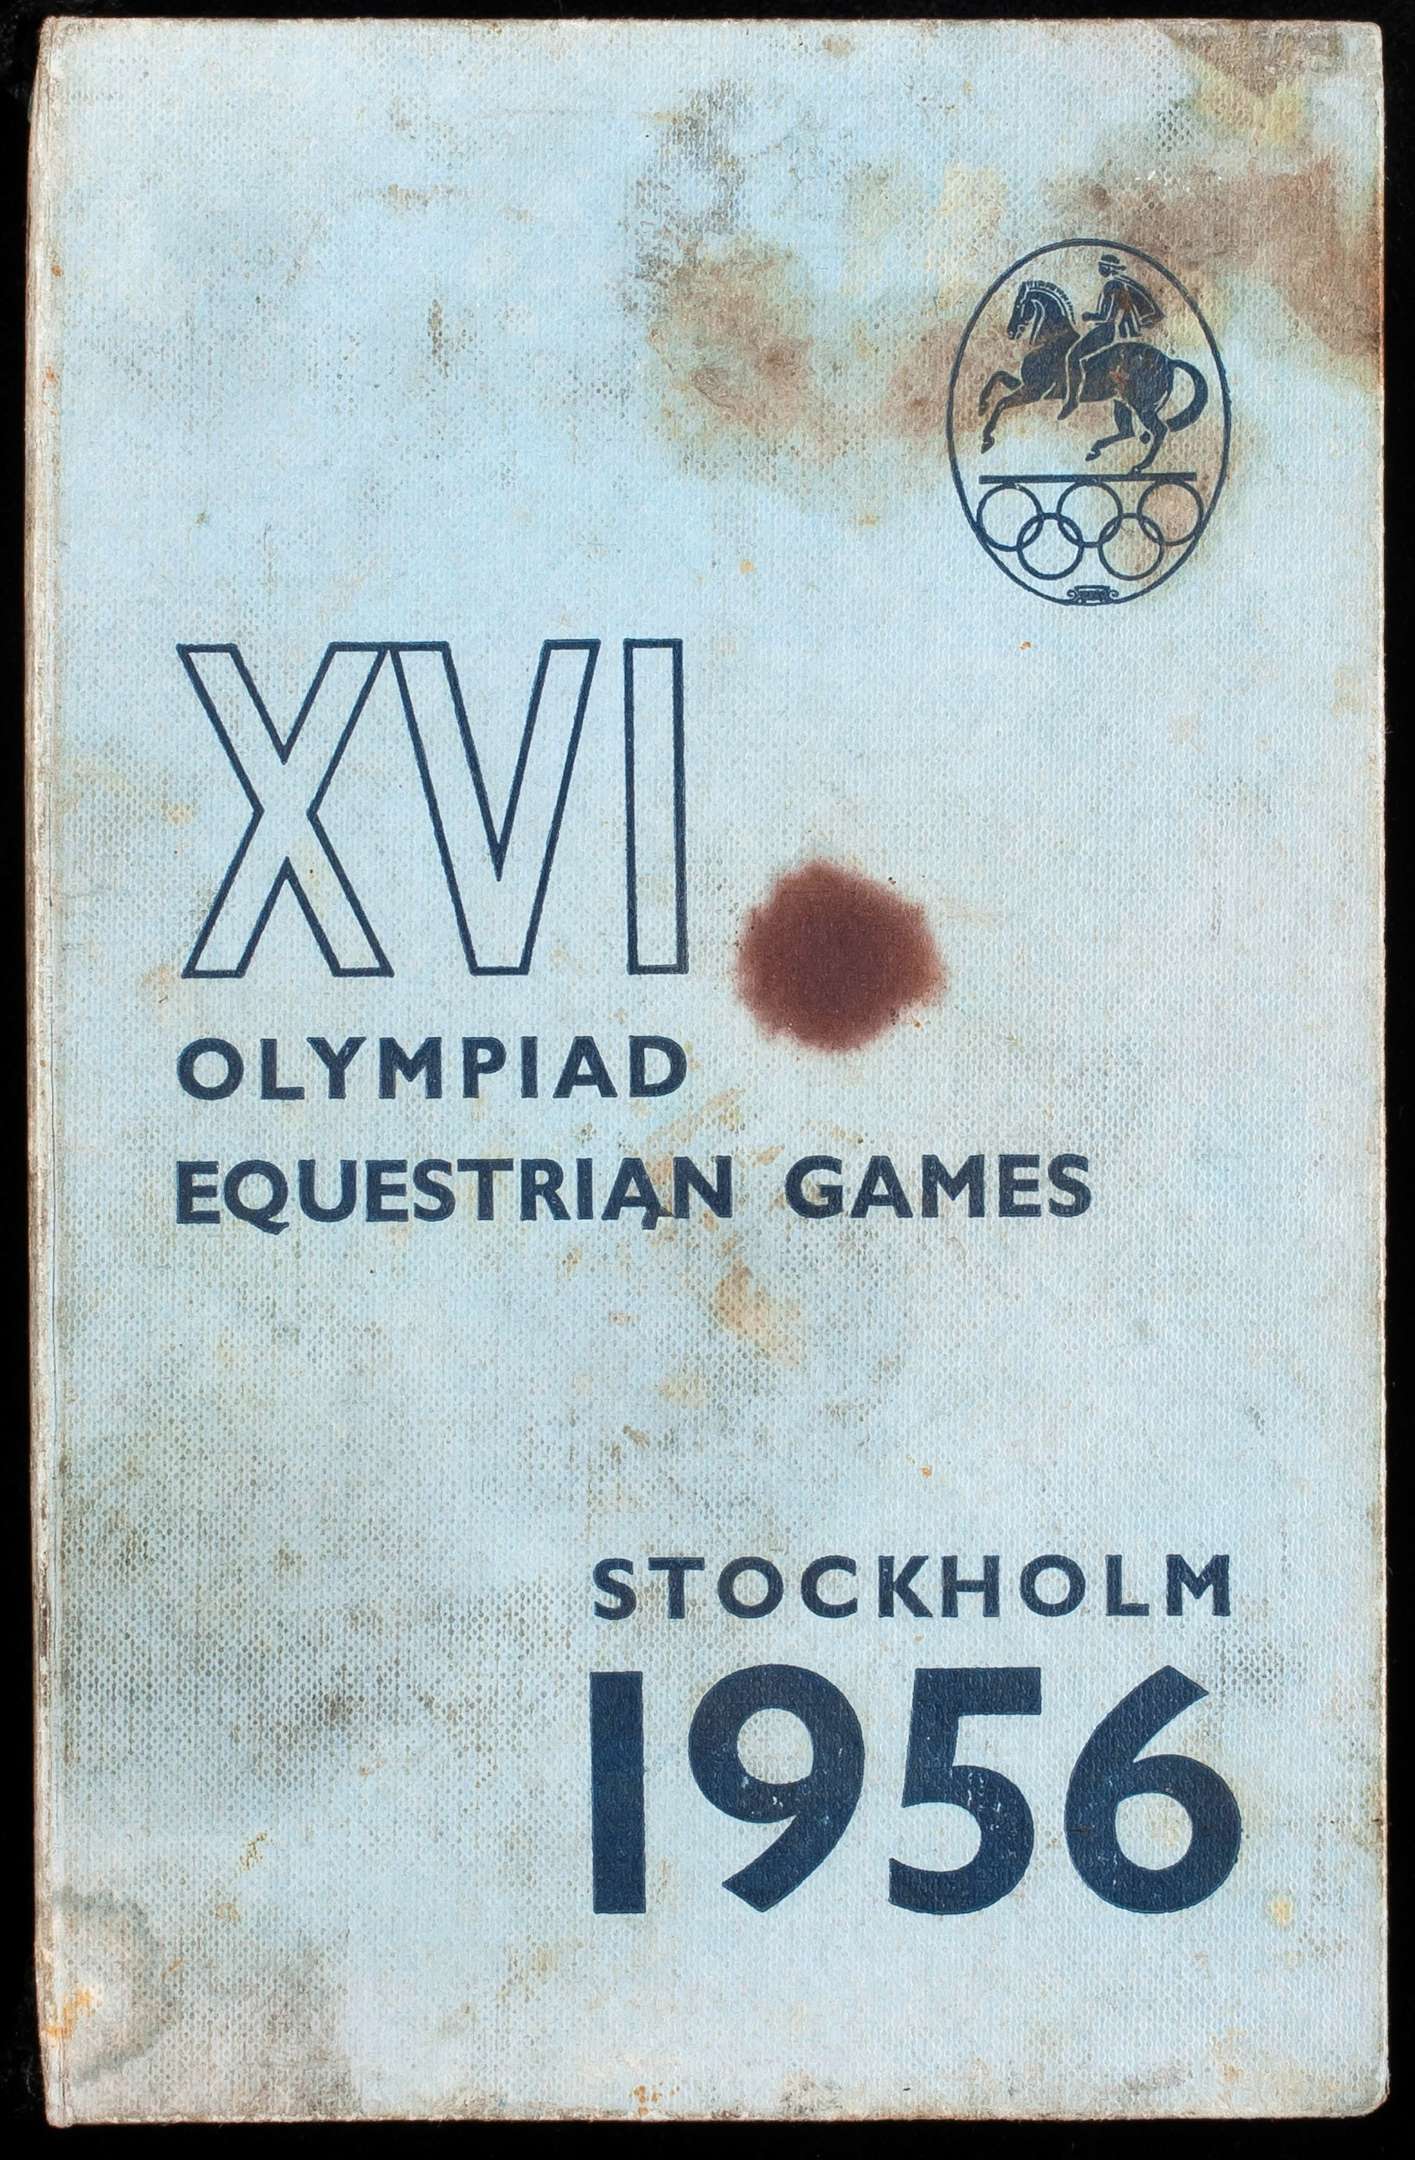 XVI
OLYMPIAD
EQUESTRIAN GAMES
STOCKHOLM
1956